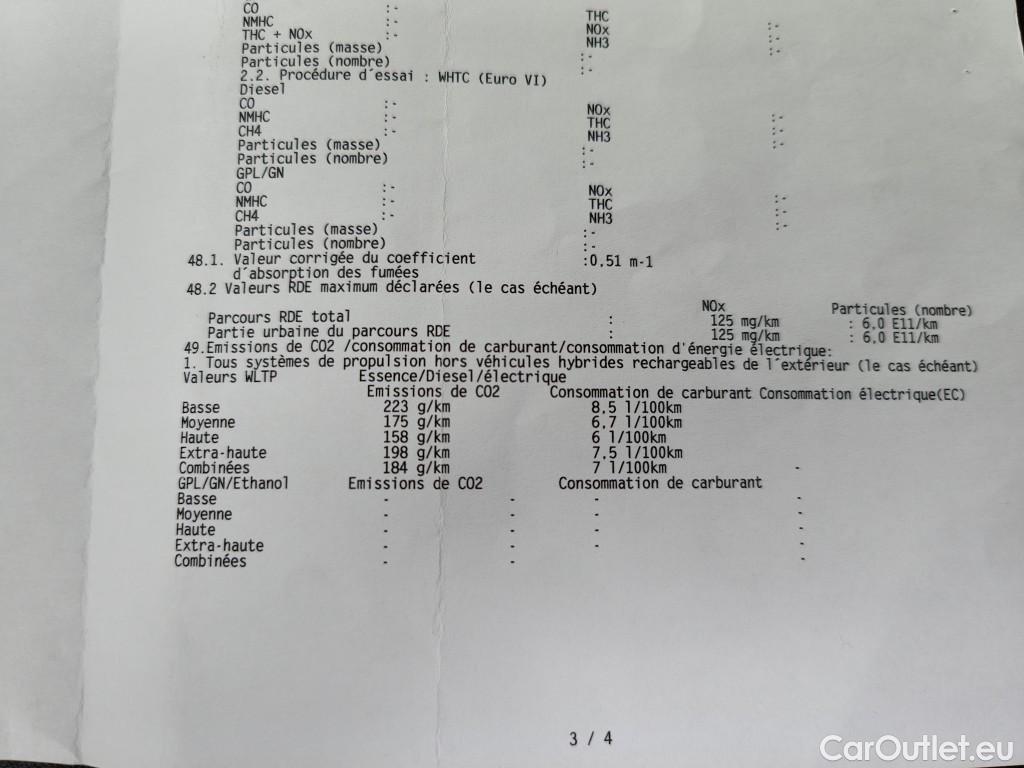 CO :-
NMHC :- THC :-
THC + NOx :- NOx :-
Particules (masse) NH3 :-
Particules (nombre) :-
:-
2.2. Procédure d´essai : WHTC (Euro VI)
Diesel
CO :- NOx :-
NMHC :- THC :-
CH4 :- NH3 :-
Particules (masse) :-
Particules (nombre) :-
GPL/GN
CO :- NOx :-
NMHC :- THC :-
CH4 :- NH3 :-
Particules (masse) :-
Particules (nombre) :-
48.1. Valeur corrigée du coefficient :0,51 m-1
d´absorption des fumées
48.2 Valeurs RDE maximum déclarées (le cas échéant)
NOx Particules (nombre)
Parcours RDE total : 125 mg/km : 6,0 E11/km
Partie urbaine du parcours RDE : 125 mg/km : 6,0 E11/km
49.Emissions de CO2 /consommation de carburant/consommation d'énergie électrique:
1. Tous systèmes de propulsion hors véhicules hybrides rechargeables de l´extérieur (le cas échéant)
Valeurs WLTP Essence/Diesel/électrique
Emissions de CO2 Consommation de carburant Consommation électrique(EC)
Basse 223 g/km 8,5 l/100km
Moyenne 175 g/km 6,7 l/100km
Haute 158 g/km 6 l/100km
Extra-haute 198 g/km 7,5 l/100km
Combinées 184 g/km 7 l/100km -
GPL/GN/Ethanol Emissions de CO2 Consommation de carburant
Basse - - - -
Moyenne - - - -
Haute - - - -
Extra-haute - - - -
Combinées - - -
3 / 4
CarOutlet.eu